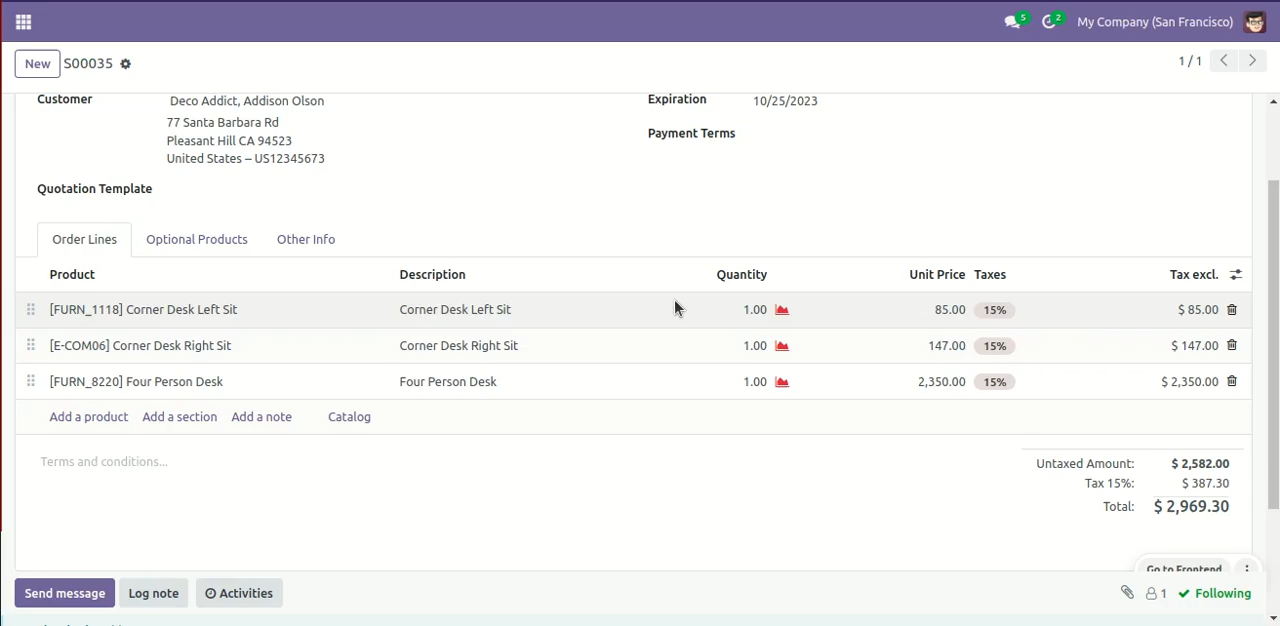 5 2 My Company (San Francisco)
New S00035 1 / 1
Customer Deco Addict, Addison Olson Expiration 10/25/2023
77 Santa Barbara Rd
Pleasant Hill CA 94523 Payment Terms
United States – US12345673
Quotation Template
Order Lines Optional Products Other Info
Product Description Quantity Unit Price Taxes Tax excl.
[FURN_1118] Corner Desk Left Sit Corner Desk Left Sit 1.00 85.00 15% $ 85.00
[E-COM06] Corner Desk Right Sit Corner Desk Right Sit 1.00 147.00 15% $ 147.00
[FURN_8220] Four Person Desk Four Person Desk 1.00 2,350.00 15% $ 2,350.00
Add a product Add a section Add a note Catalog
Terms and conditions... Untaxed Amount: $ 2,582.00
Tax 15%: $ 387.30
Total: $ 2,969.30
Go to Frontend
Send message Log note Activities 1 Following